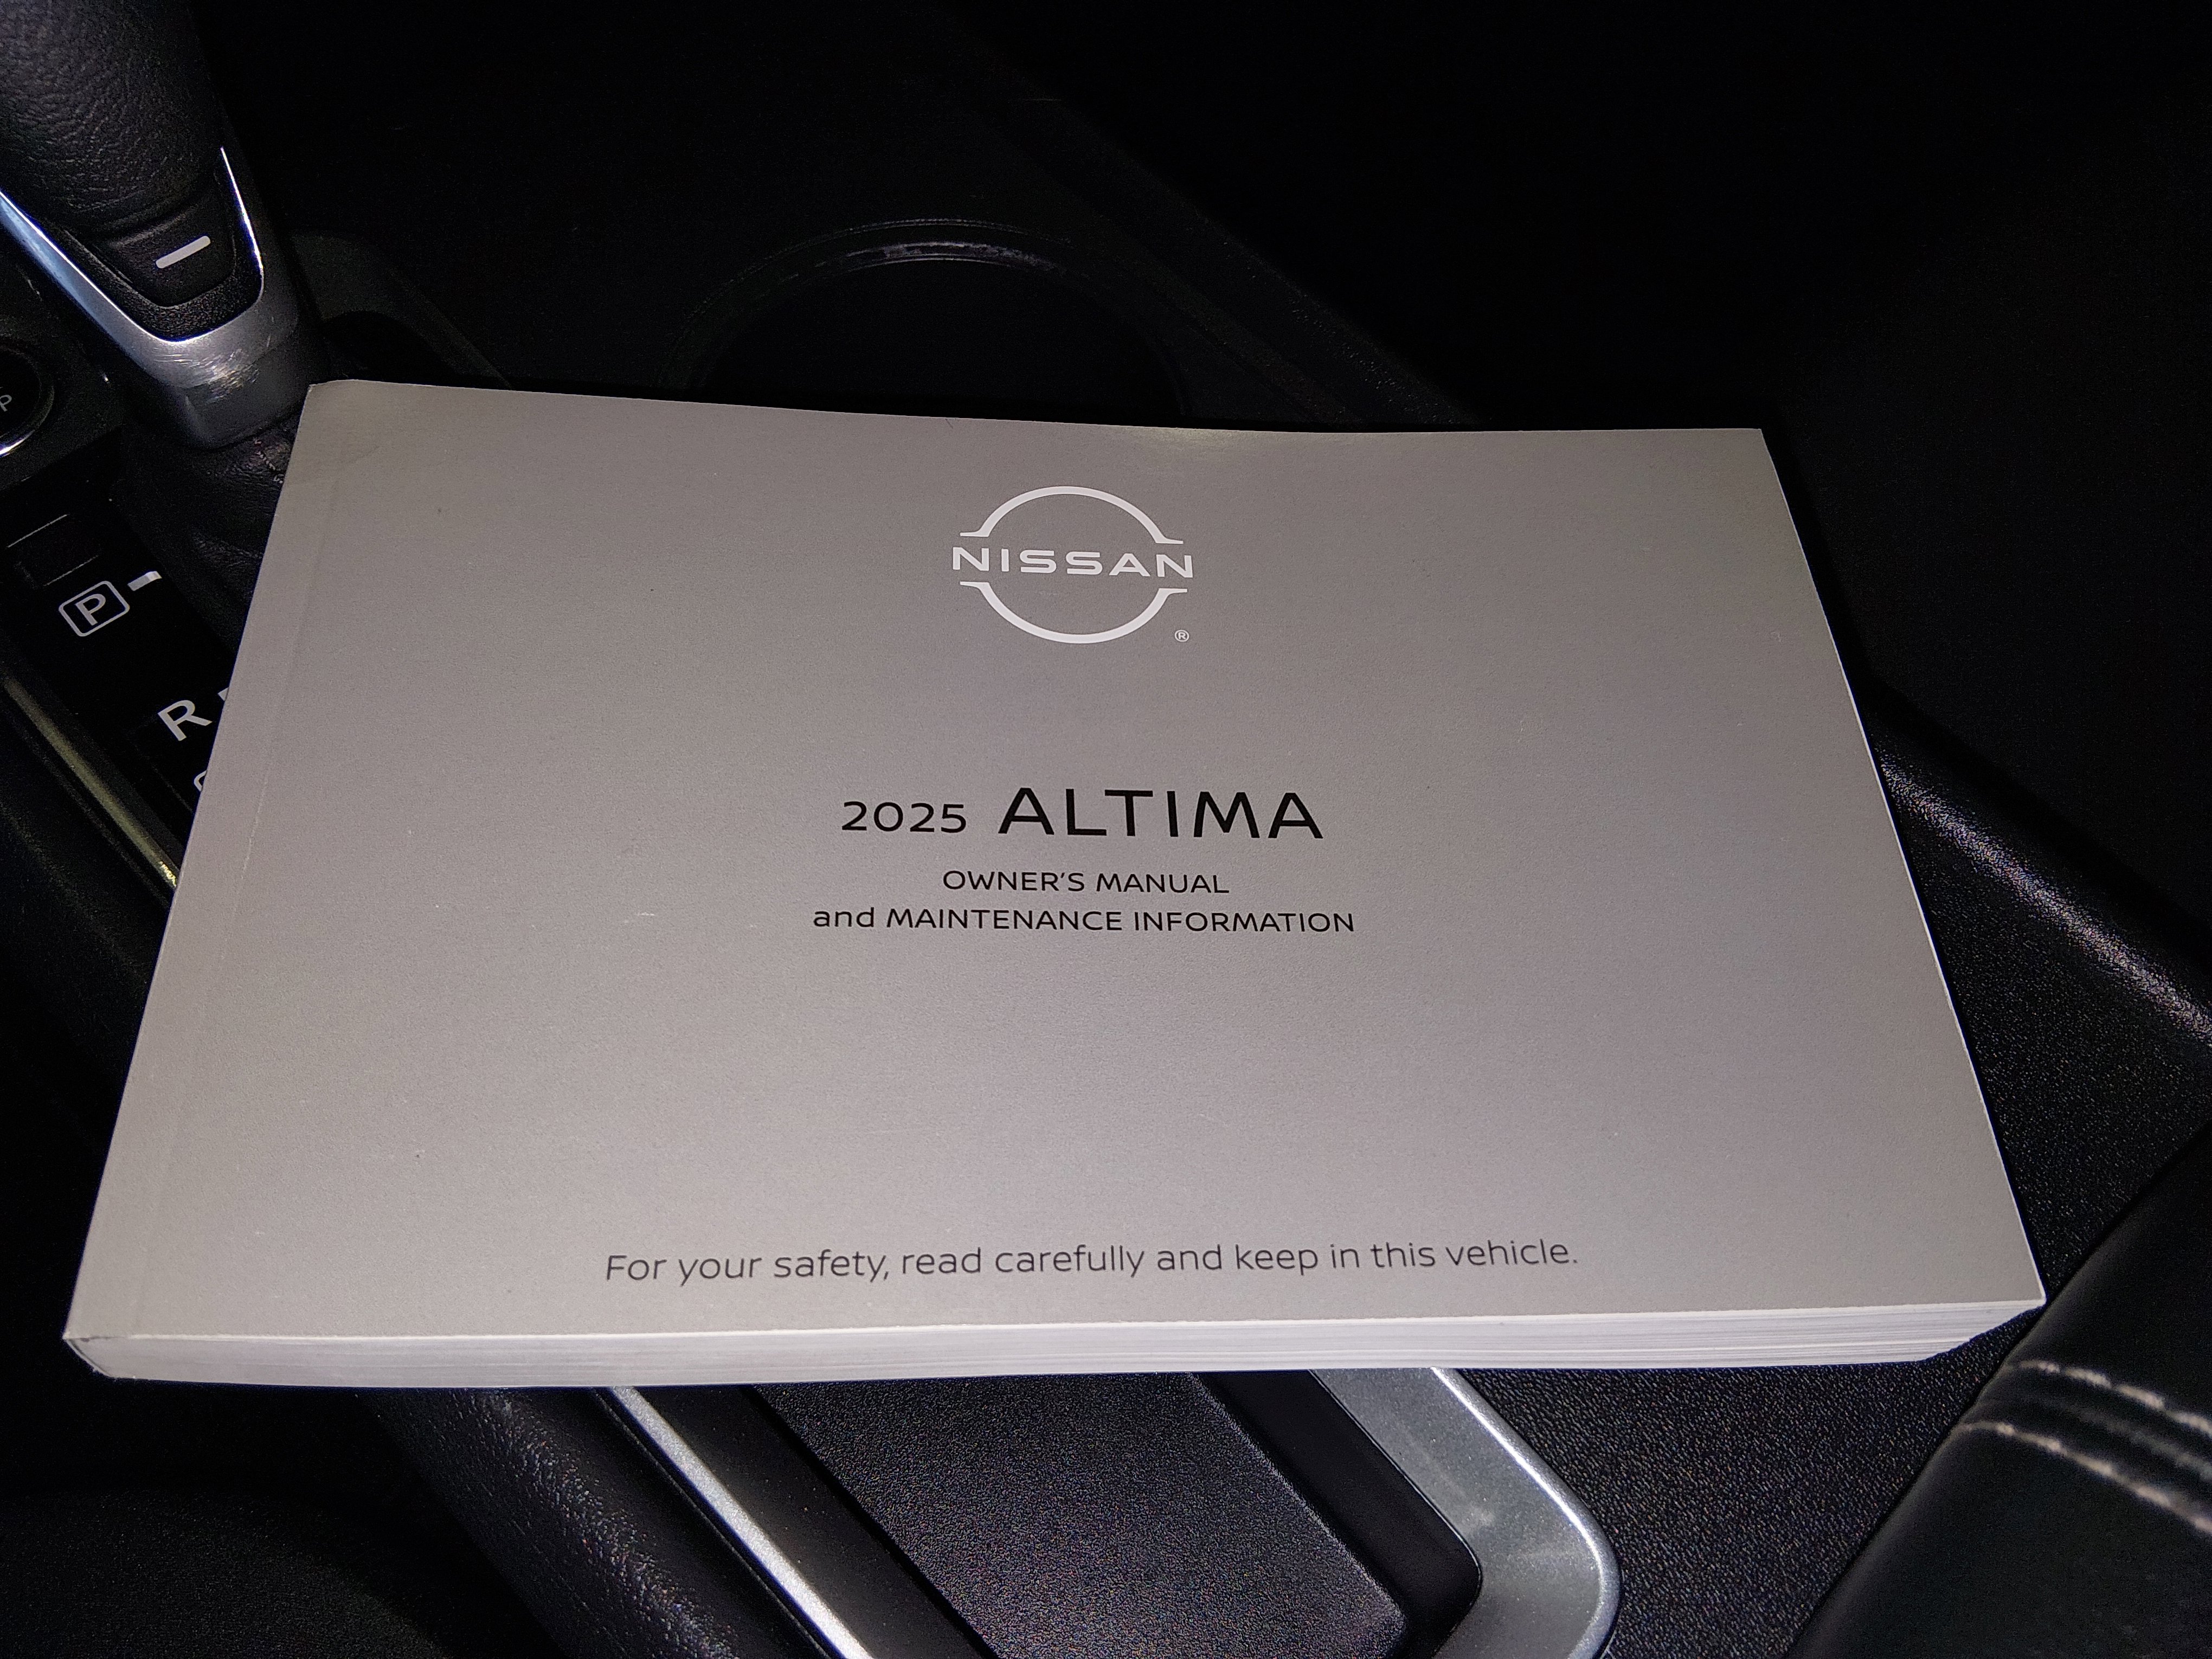 NISSAN
®
2025 ALTIMA
OWNER'S MANUAL
and MAINTENANCE INFORMATION
For your safety, read carefully and keep in this vehicle.
P
P
R